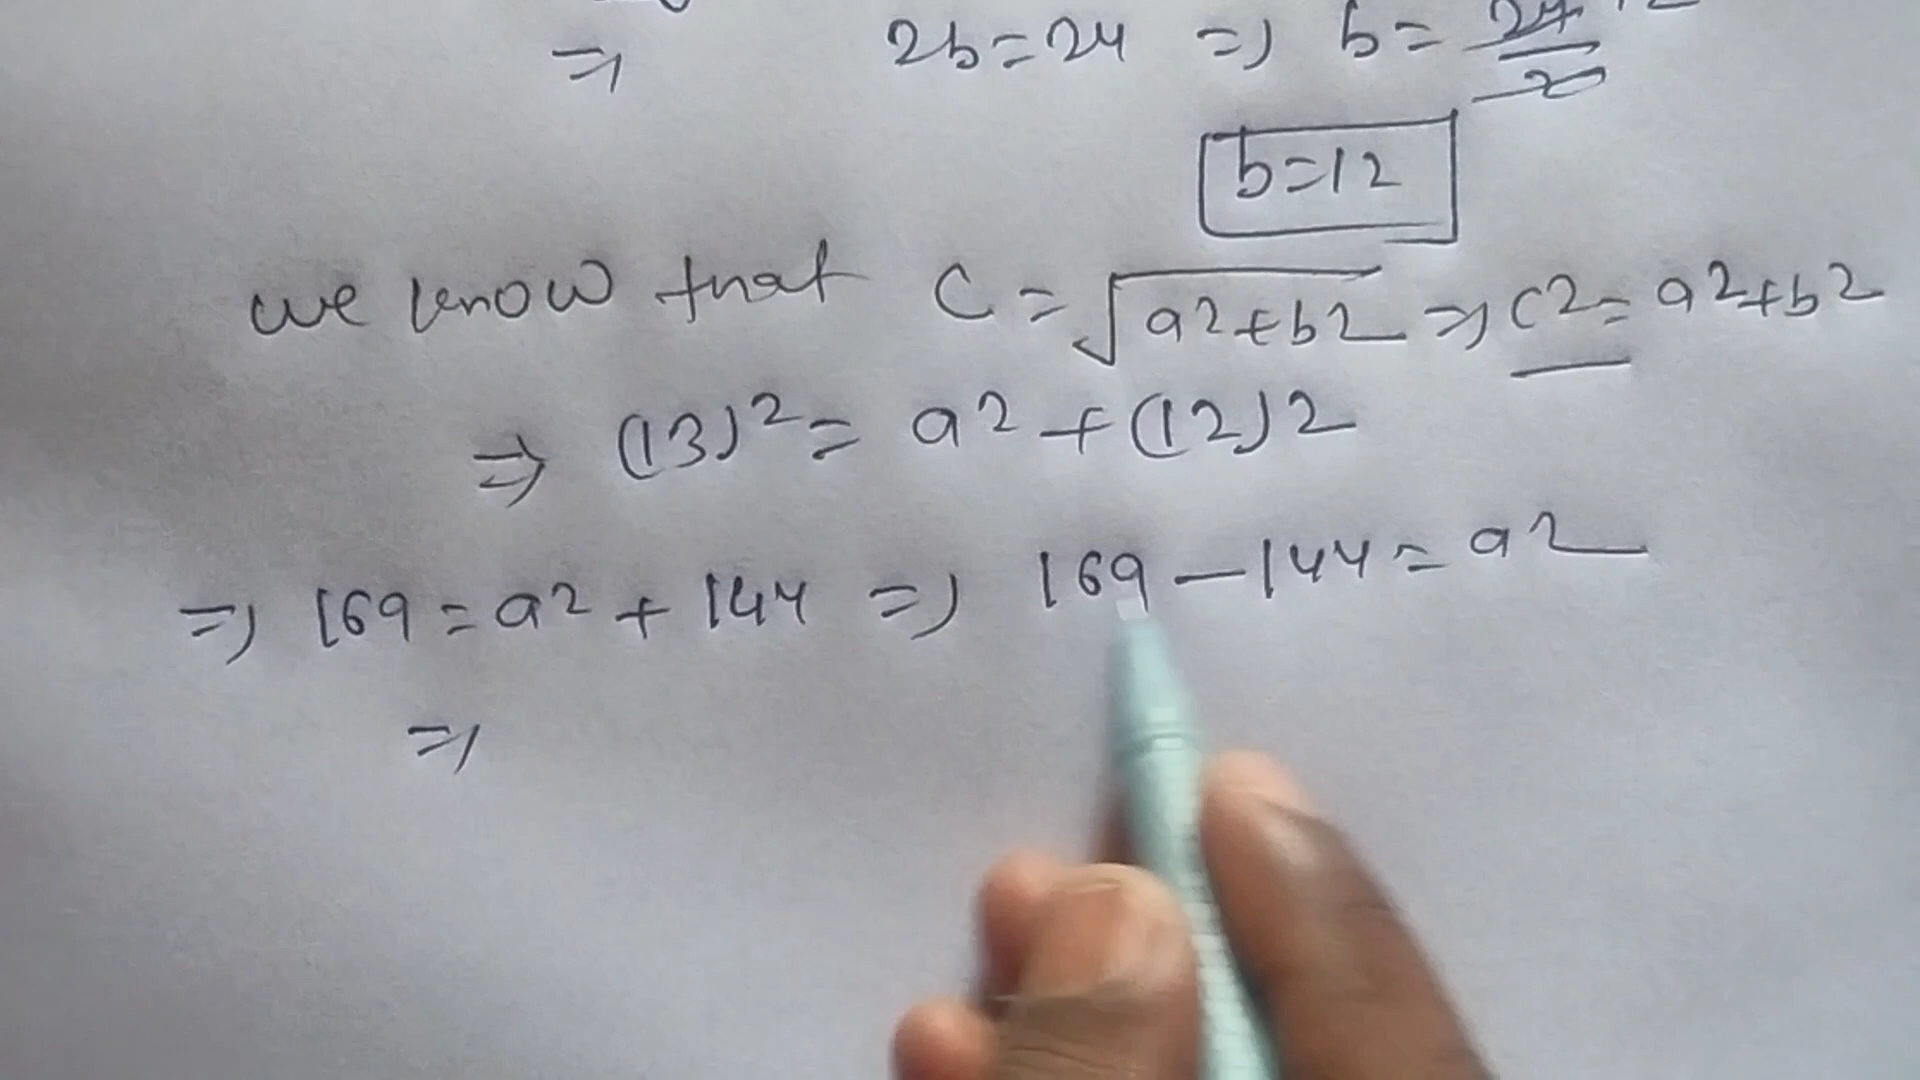 ⇒ 2b=24 ⇒ b= 24/2
b=12
we know that C=√a2+b2 ⇒ C2= a2+b2
⇒ (13)2= a2+(12)2
⇒ 169=a2+144 ⇒ 169-144=a2
⇒